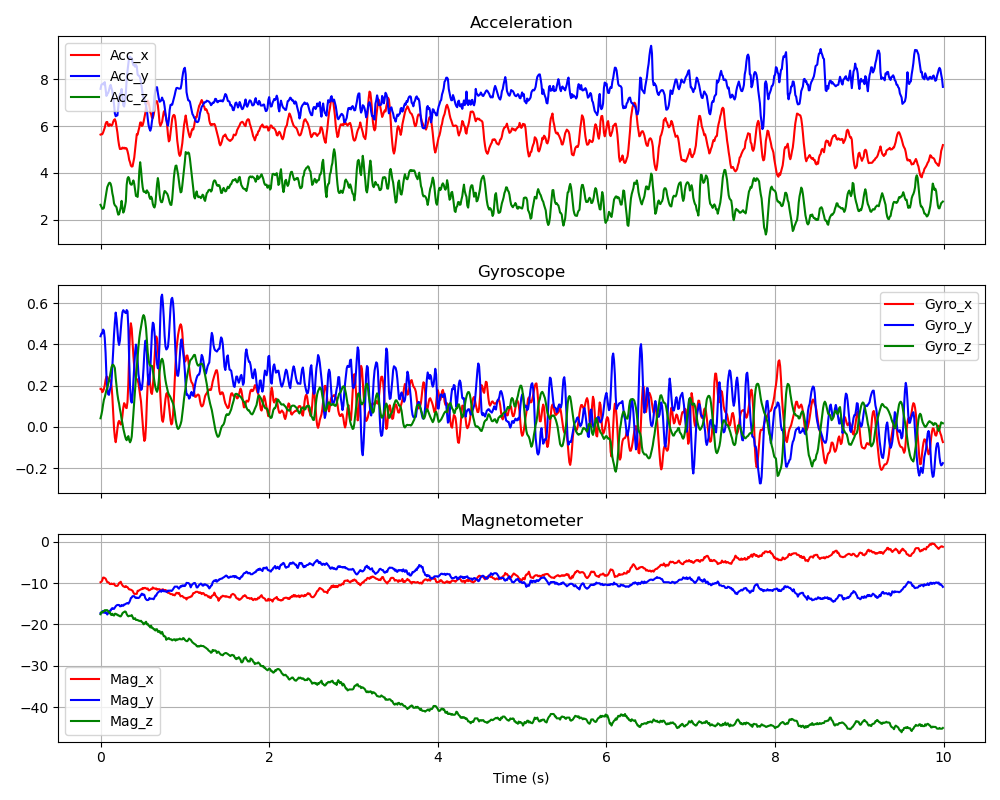 Acceleration
Acc_x
Acc_y
Acc_z
8
6
4
2
Gyroscope
Gyro_x
Gyro_y
Gyro_z
0.6
0.4
0.2
0.0
−0.2
Magnetometer
0
−10
−20
−30
−40
Mag_x
Mag_y
Mag_z
0 2 4 6 8 10
Time (s)